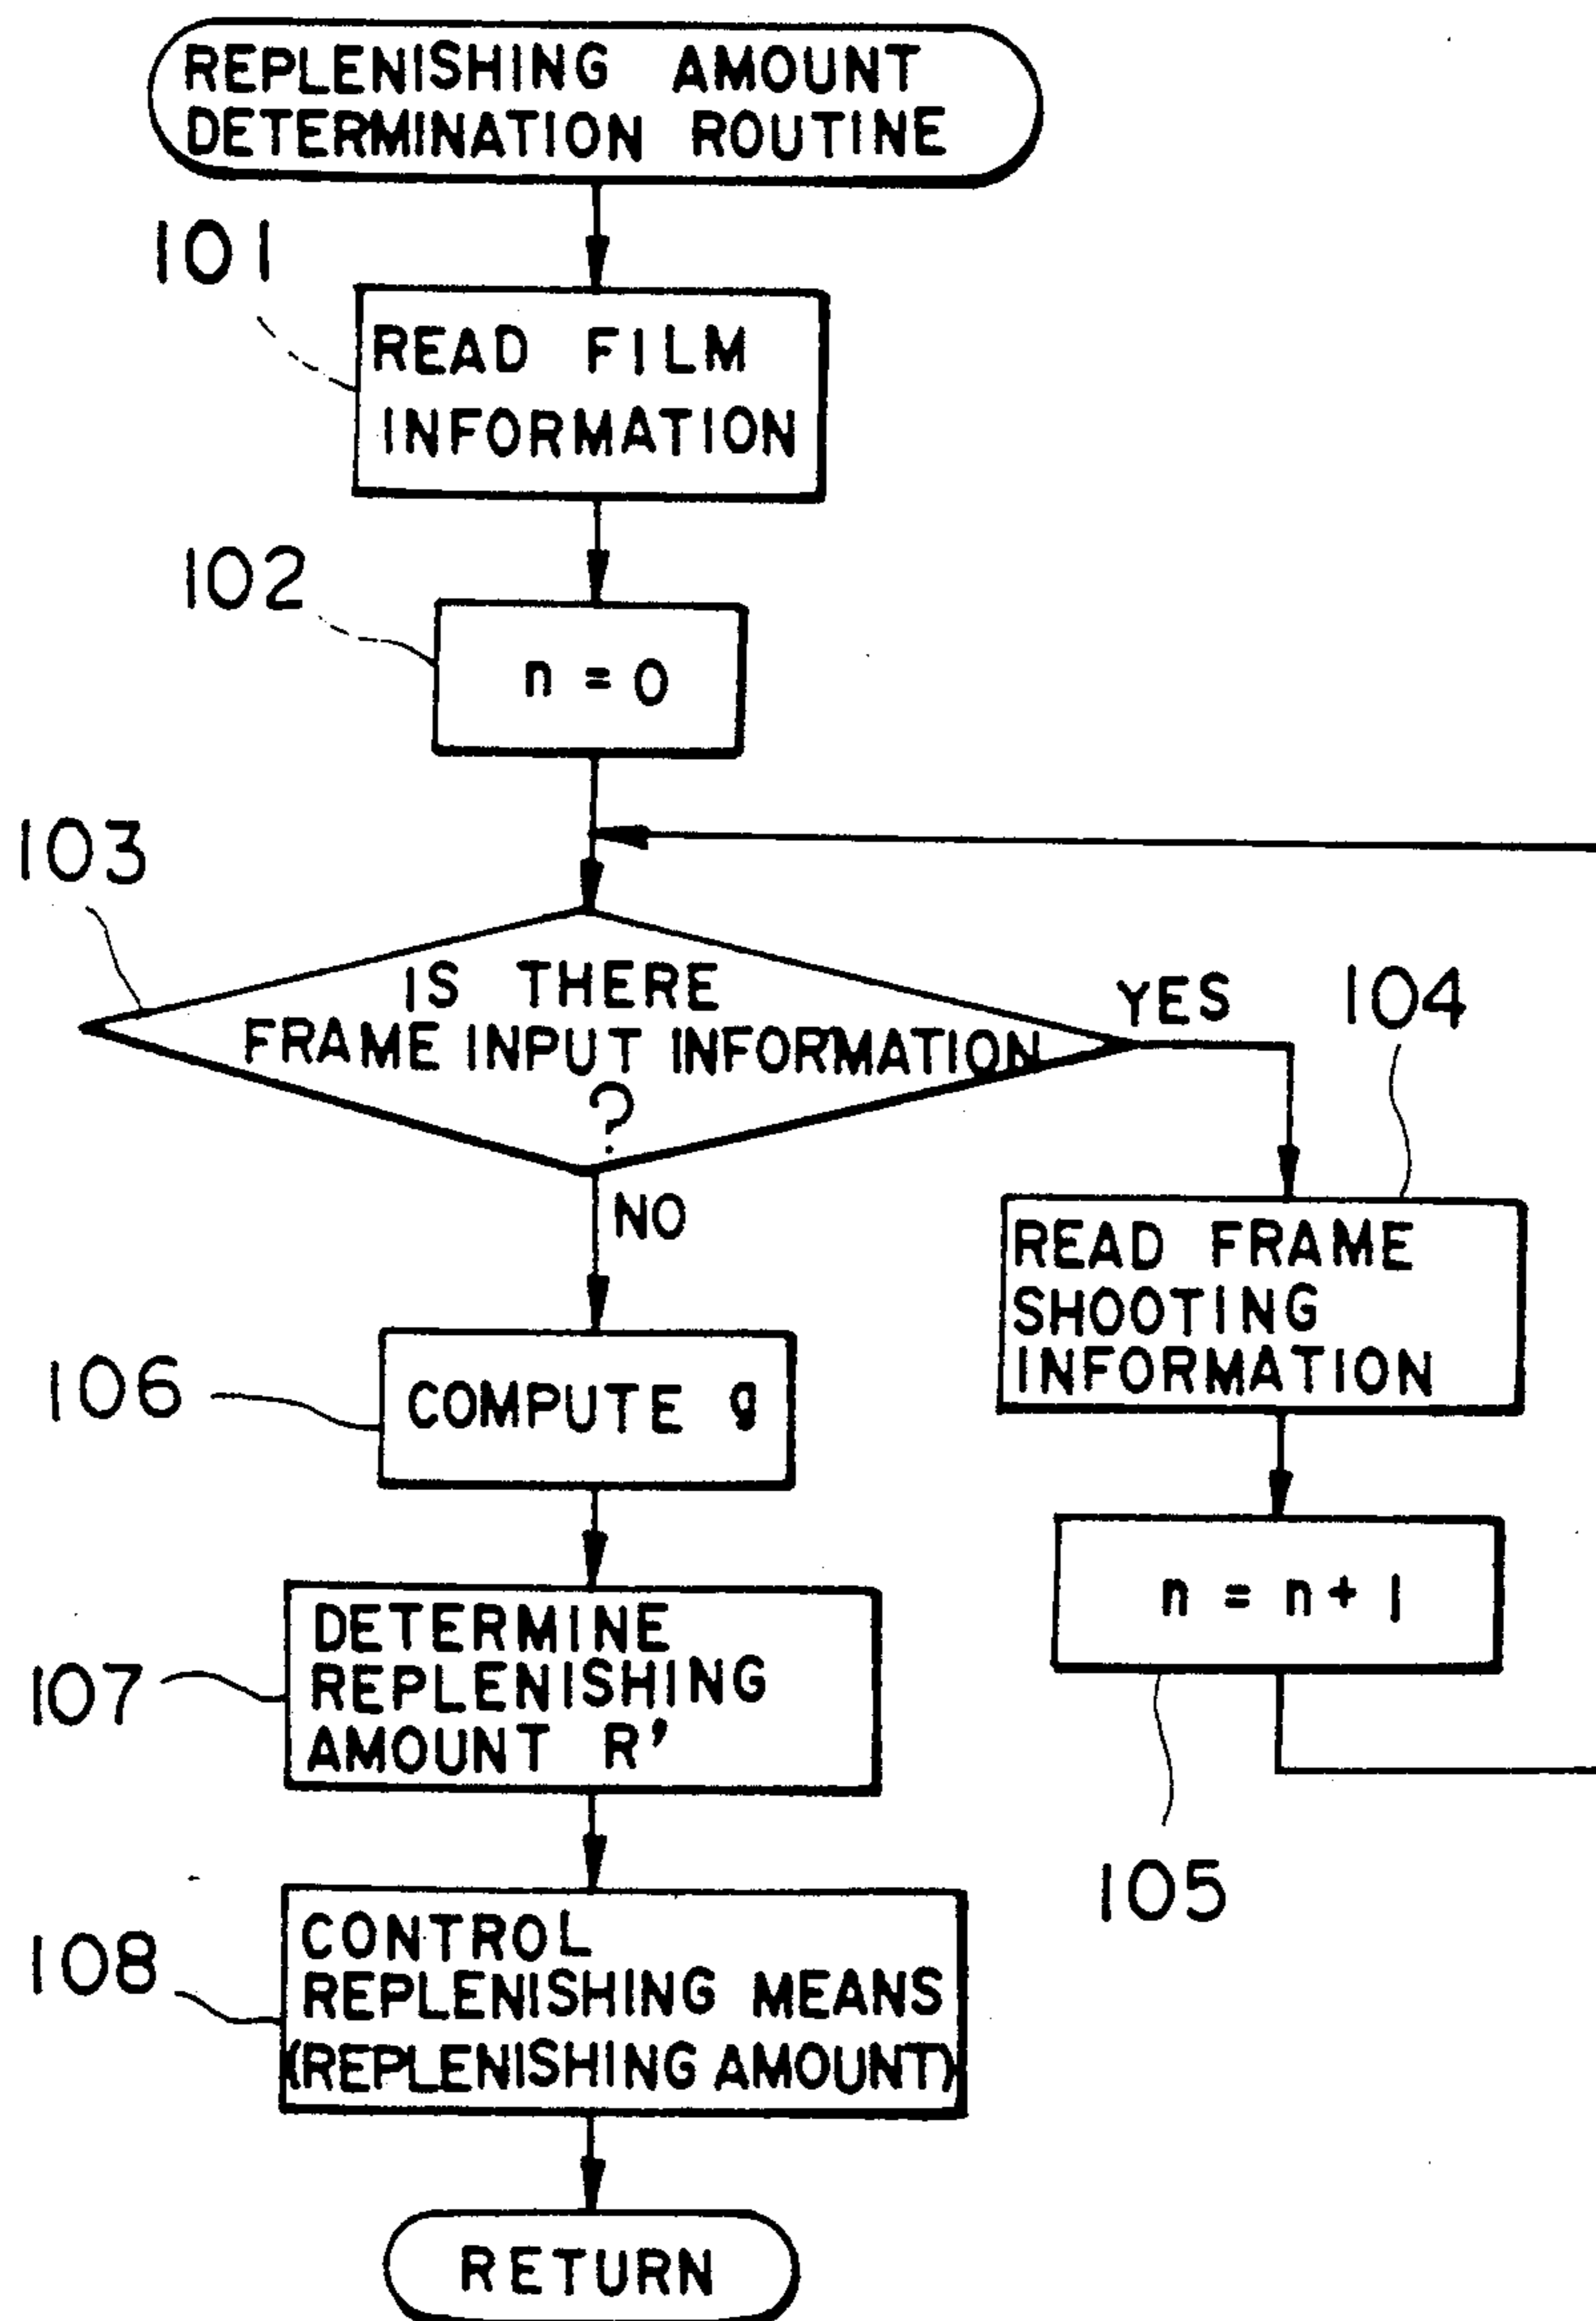 REPLENISHING AMOUNT
DETERMINATION ROUTINE
101
READ FILM
INFORMATION
102
n = 0
103
IS THERE
FRAME INPUT INFORMATION
?
YES
104
NO
READ FRAME
SHOOTING
INFORMATION
106
COMPUTE g
n = n + 1
105
107
DETERMINE
REPLENISHING
AMOUNT R'
108
CONTROL
REPLENISHING MEANS
(REPLENISHING AMOUNT)
RETURN